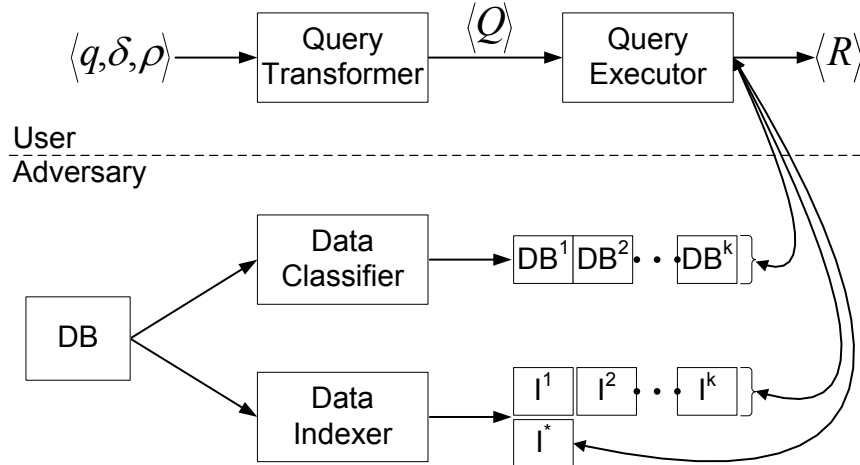 ⟨q,δ,ρ⟩
Query
Transformer
⟨Q⟩
Query
Executor
⟨R⟩
User
Adversary
Data
Classifier
DB¹ DB² • • • DBᵏ
DB
Data
Indexer
I¹ I² • • • Iᵏ
I*